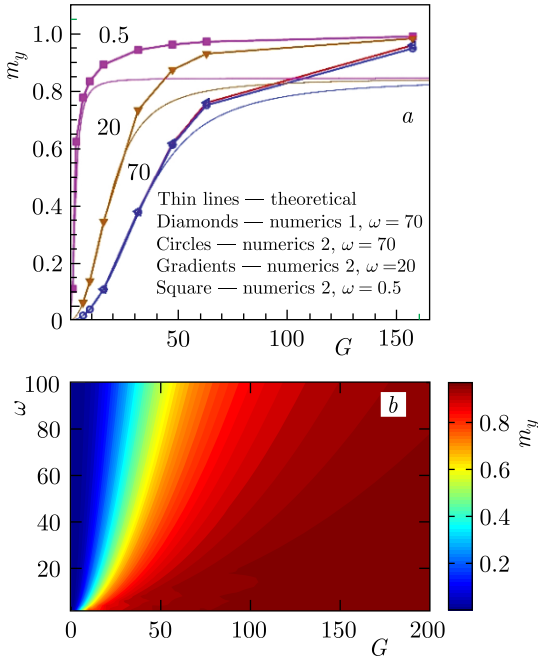 1.0
0.8
0.6
0.4
0.2
0
m_y
0.5
20
70
a
Thin lines — theoretical
Diamonds — numerics 1, ω = 70
Circles — numerics 2, ω = 70
Gradients — numerics 2, ω =20
Square — numerics 2, ω = 0.5
50
100
150
G
100
80
60
40
20
ω
b
0
50
100
150
200
G
0.8
0.6
0.4
0.2
m_y